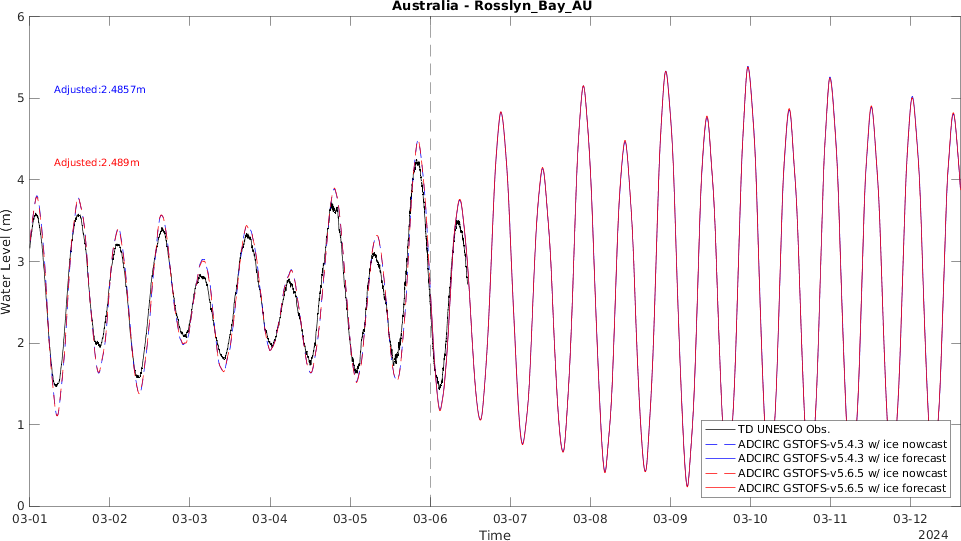 Australia - Rosslyn_Bay_AU
6
5
4
3
2
1
0
Water Level (m)
Adjusted:2.4857m
Adjusted:2.489m
TD UNESCO Obs.
ADCIRC GSTOFS-v5.4.3 w/ ice nowcast
ADCIRC GSTOFS-v5.4.3 w/ ice forecast
ADCIRC GSTOFS-v5.6.5 w/ ice nowcast
ADCIRC GSTOFS-v5.6.5 w/ ice forecast
03-01 03-02 03-03 03-04 03-05 03-06 03-07 03-08 03-09 03-10 03-11 03-12
Time
2024